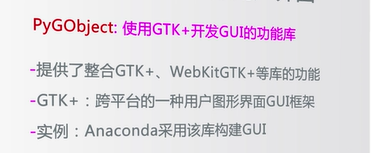 PyGObject: 使用GTK+开发GUI的功能库
-提供了整合GTK+、WebKitGTK+等库的功能
-GTK+：跨平台的一种用户图形界面GUI框架
-实例：Anaconda采用该库构建GUI